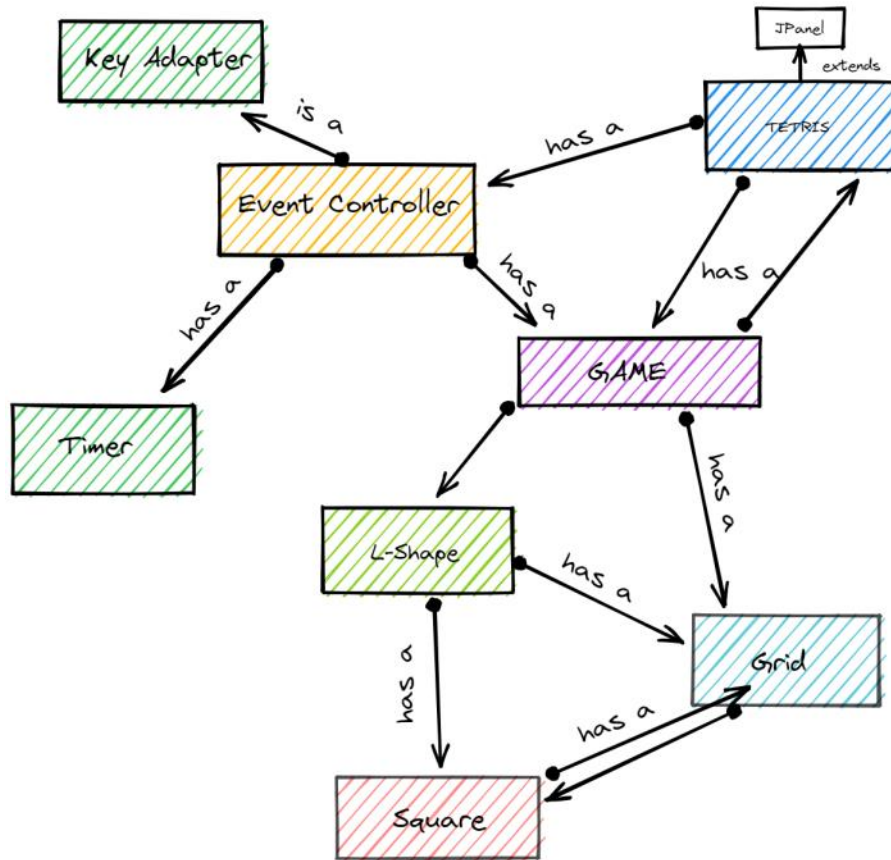 JPanel
extends
Key Adapter
is a
has a
TETRIS
Event Controller
has a
has a
has a
GAME
Timer
has a
L-Shape
has a
has a
Grid
has a
Square